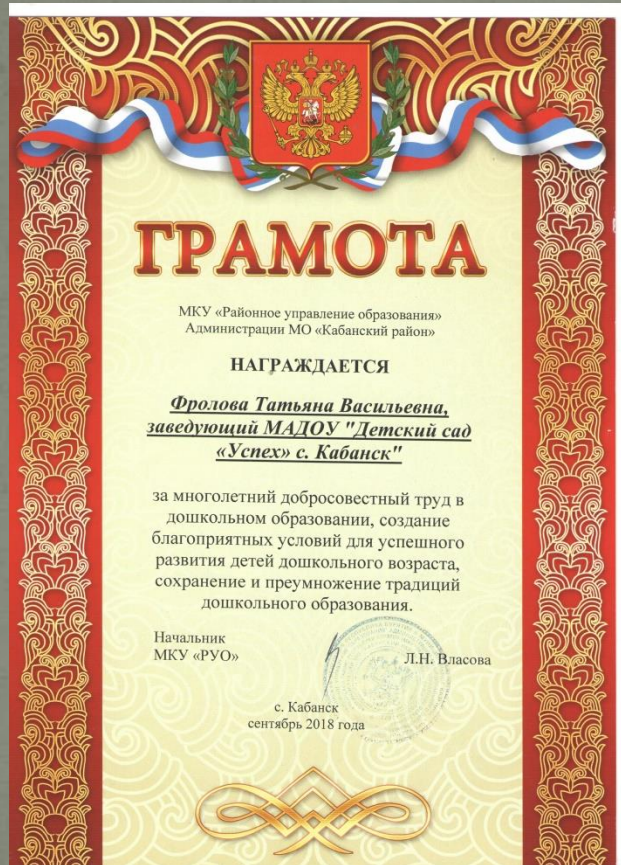 ГРАМОТА
МКУ «Районное управление образования»
Администрации МО «Кабанский район»
НАГРАЖДАЕТСЯ
Фролова Татьяна Васильевна,
заведующий МАДОУ "Детский сад
«Успех» с. Кабанск"
за многолетний добросовестный труд в
дошкольном образовании, создание
благоприятных условий для успешного
развития детей дошкольного возраста,
сохранение и преумножение традиций
дошкольного образования.
Начальник
МКУ «РУО» Л.Н. Власова
с. Кабанск
сентябрь 2018 года